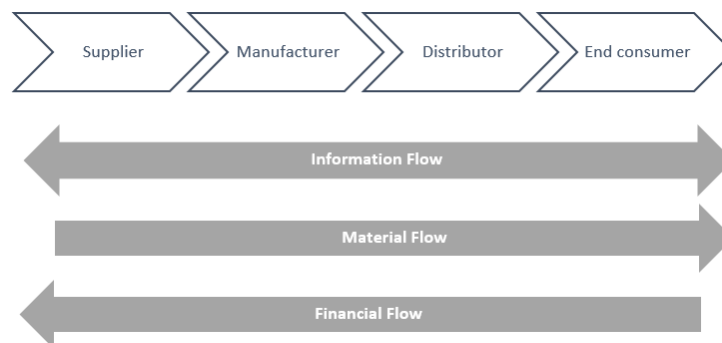 Supplier
Manufacturer
Distributor
End consumer
Information Flow
Material Flow
Financial Flow